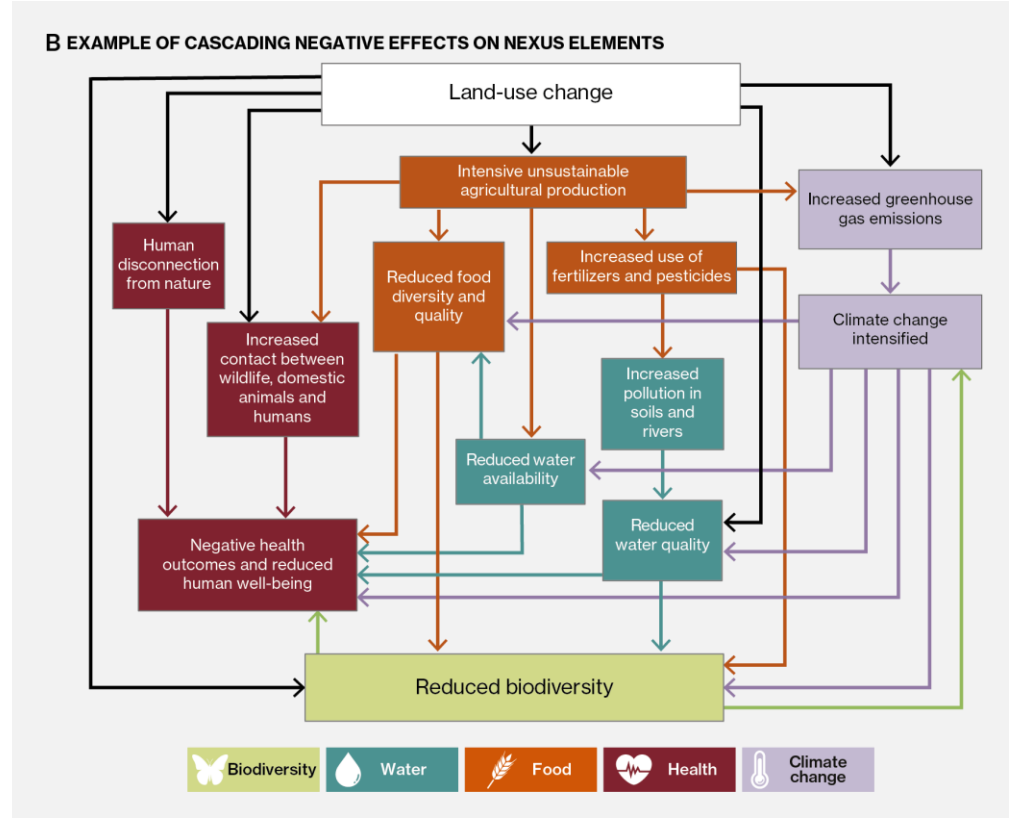 B EXAMPLE OF CASCADING NEGATIVE EFFECTS ON NEXUS ELEMENTS
Land-use change
Intensive unsustainable
agricultural production
Increased greenhouse
gas emissions
Human
disconnection
from nature
Reduced food
diversity and
quality
Increased use of
fertilizers and pesticides
Climate change
intensified
Increased
contact between
wildlife, domestic
animals and
humans
Increased
pollution in
soils and
rivers
Reduced water
availability
Reduced
water quality
Negative health
outcomes and reduced
human well-being
Reduced biodiversity
Biodiversity
Water
Food
Health
Climate
change